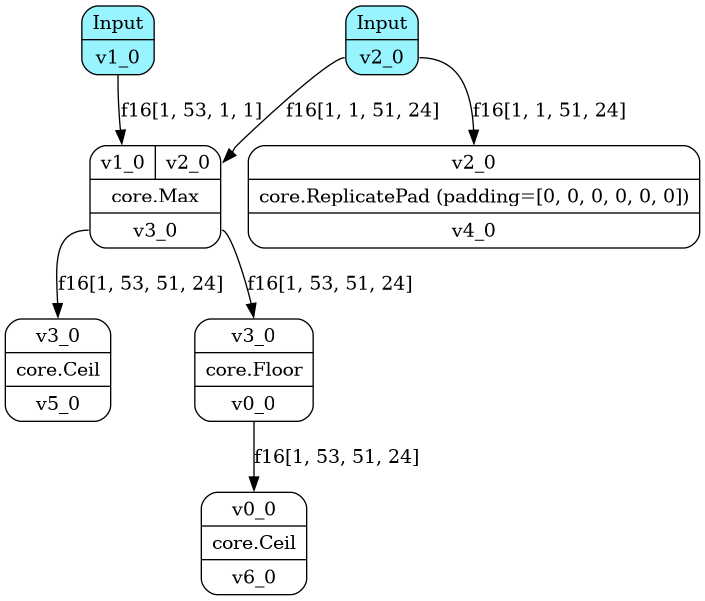 Input
v1_0
Input
v2_0
f16[1, 53, 1, 1]
f16[1, 1, 51, 24]
f16[1, 1, 51, 24]
v1_0 v2_0
core.Max
v3_0
v2_0
core.ReplicatePad (padding=[0, 0, 0, 0, 0, 0])
v4_0
f16[1, 53, 51, 24]
f16[1, 53, 51, 24]
v3_0
core.Ceil
v5_0
v3_0
core.Floor
v0_0
f16[1, 53, 51, 24]
v0_0
core.Ceil
v6_0